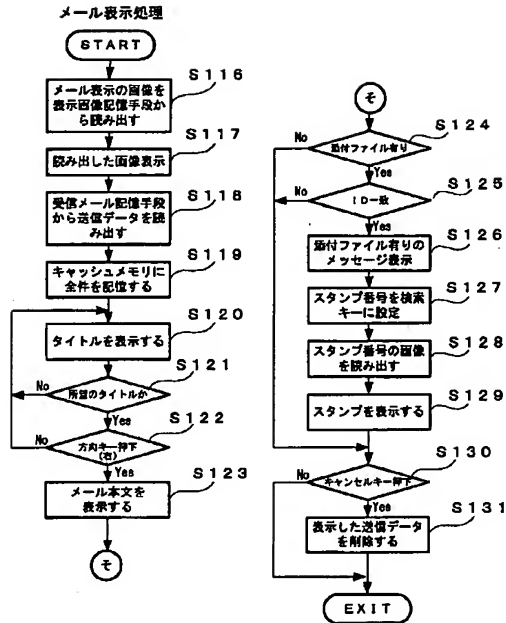 メール表示処理
START
S116
メール表示の画像を
表示画像記憶手段か
ら読み出す
S117
読み出した画像表示
S118
受信メール記憶手段
から送信データを読
み出す
S119
キャッシュメモリに
全件を記憶する
S120
タイトルを表示する
S121
No
所望のタイトルか
Yes
S122
No
方向キー押下
(右)
Yes
S123
メール本文を
表示する
そ
そ
S124
No
添付ファイル有り
Yes
S125
No
ID一致
Yes
S126
添付ファイル有りの
メッセージ表示
S127
スタンプ番号を検索
キーに設定
S128
スタンプ番号の画像
を読み出す
S129
スタンプを表示する
S130
No
キャンセルキー押下
Yes
S131
表示した送信データ
を削除する
EXIT